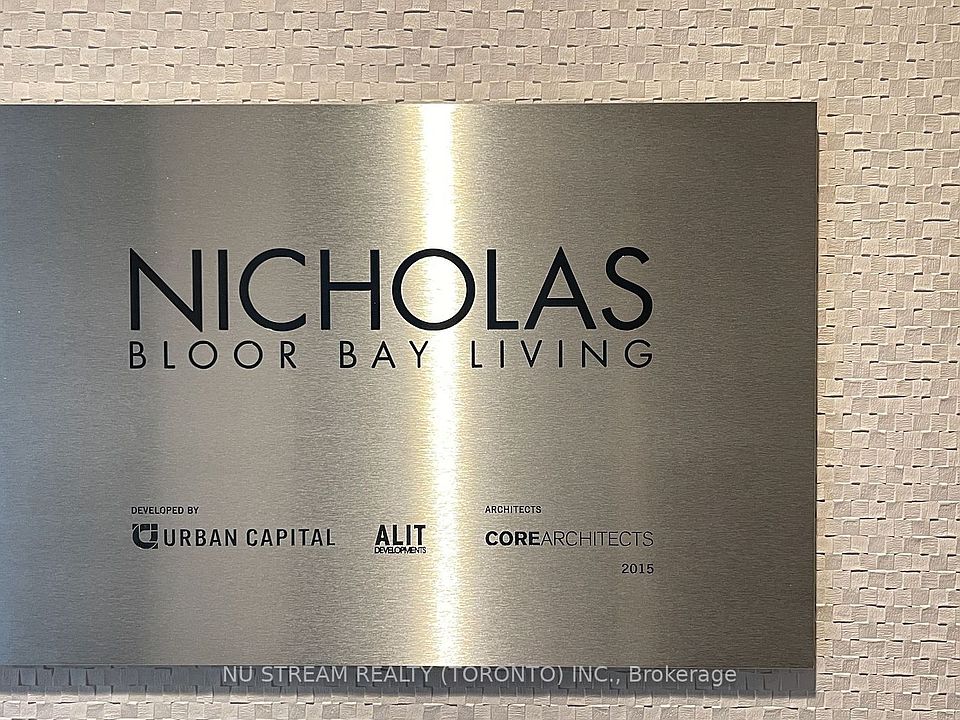 NICHOLAS
BLOOR BAY LIVING
DEVELOPED BY
URBAN CAPITAL
ALIT
DEVELOPMENTS
ARCHITECTS
COREARCHITECTS
2015
NU STREAM REALTY (TORONTO) INC., Brokerage